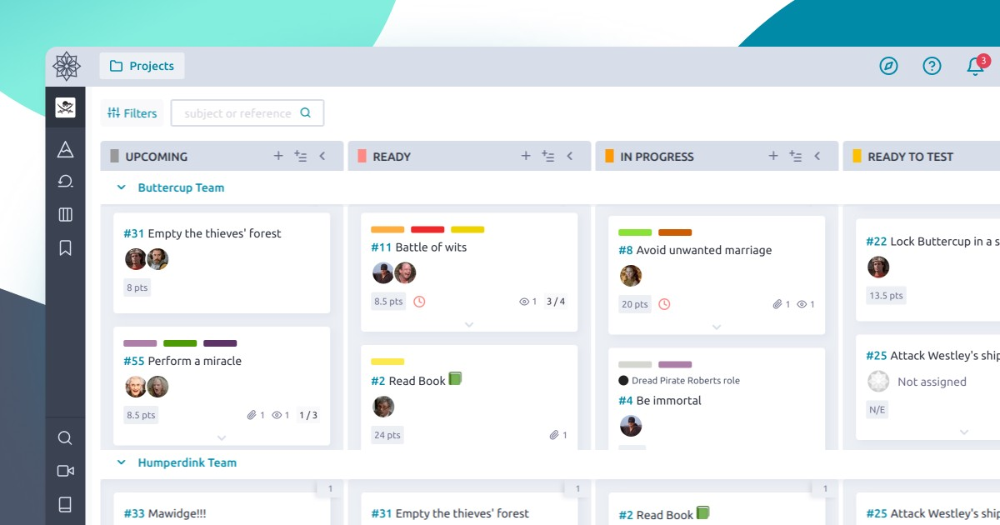 Projects
3
Filters
subject or reference
UPCOMING
READY
IN PROGRESS
READY TO TEST
Buttercup Team
#31 Empty the thieves' forest
8 pts
#55 Perform a miracle
8.5 pts
1
1
1 / 3
#11 Battle of wits
8.5 pts
1
3 / 4
#2 Read Book
24 pts
1
#8 Avoid unwanted marriage
20 pts
1
1
Dread Pirate Roberts role
#4 Be immortal
#22 Lock Buttercup in a s
13.5 pts
#25 Attack Westley's ship
Not assigned
N/E
Humperdink Team
1
#33 Mawidge!!!
1
#31 Empty the thieves' forest
1
#2 Read Book
#25 Attack Westley's ship